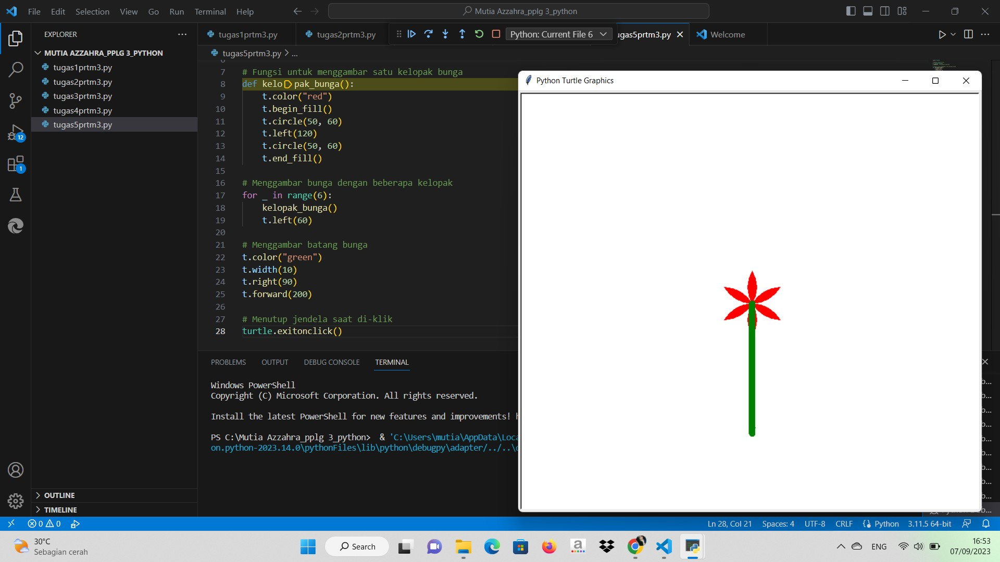 File Edit Selection View Go Run Terminal Help
Mutia Azzahra_pplg 3_python
EXPLORER
MUTIA AZZAHRA_PPLG 3_PYTHON
tugas1prtm3.py
tugas2prtm3.py
tugas3prtm3.py
tugas4prtm3.py
tugas5prtm3.py
12
1
OUTLINE
TIMELINE
tugas1prtm3.py tugas2prtm3.py Python: Current File 6 ugas5prtm3.py Welcome
tugas5prtm3.py > ...
7 # Fungsi untuk menggambar satu kelopak bunga
8 def kelopak_bunga():
9 t.color("red")
10 t.begin_fill()
11 t.circle(50, 60)
12 t.left(120)
13 t.circle(50, 60)
14 t.end_fill()
15
16 # Menggambar bunga dengan beberapa kelopak
17 for _ in range(6):
18 kelopak_bunga()
19 t.left(60)
20
21 # Menggambar batang bunga
22 t.color("green")
23 t.width(10)
24 t.right(90)
25 t.forward(200)
26
27 # Menutup jendela saat di-klik
28 turtle.exitonclick()
PROBLEMS OUTPUT DEBUG CONSOLE TERMINAL
Windows PowerShell
Copyright (C) Microsoft Corporation. All rights reserved.
Install the latest PowerShell for new features and improvements!
PS C:\Mutia Azzahra_pplg 3_python> & 'C:\Users\mutia\AppData\Loca
on.python-2023.14.0\pythonFiles\lib\python\debugpy\adapter/../..\
Python Turtle Graphics
0 0
Ln 28, Col 21 Spaces: 4 UTF-8 CRLF Python 3.11.5 64-bit
30°C
Sebagian cerah
Search
ENG
16:53
07/09/2023